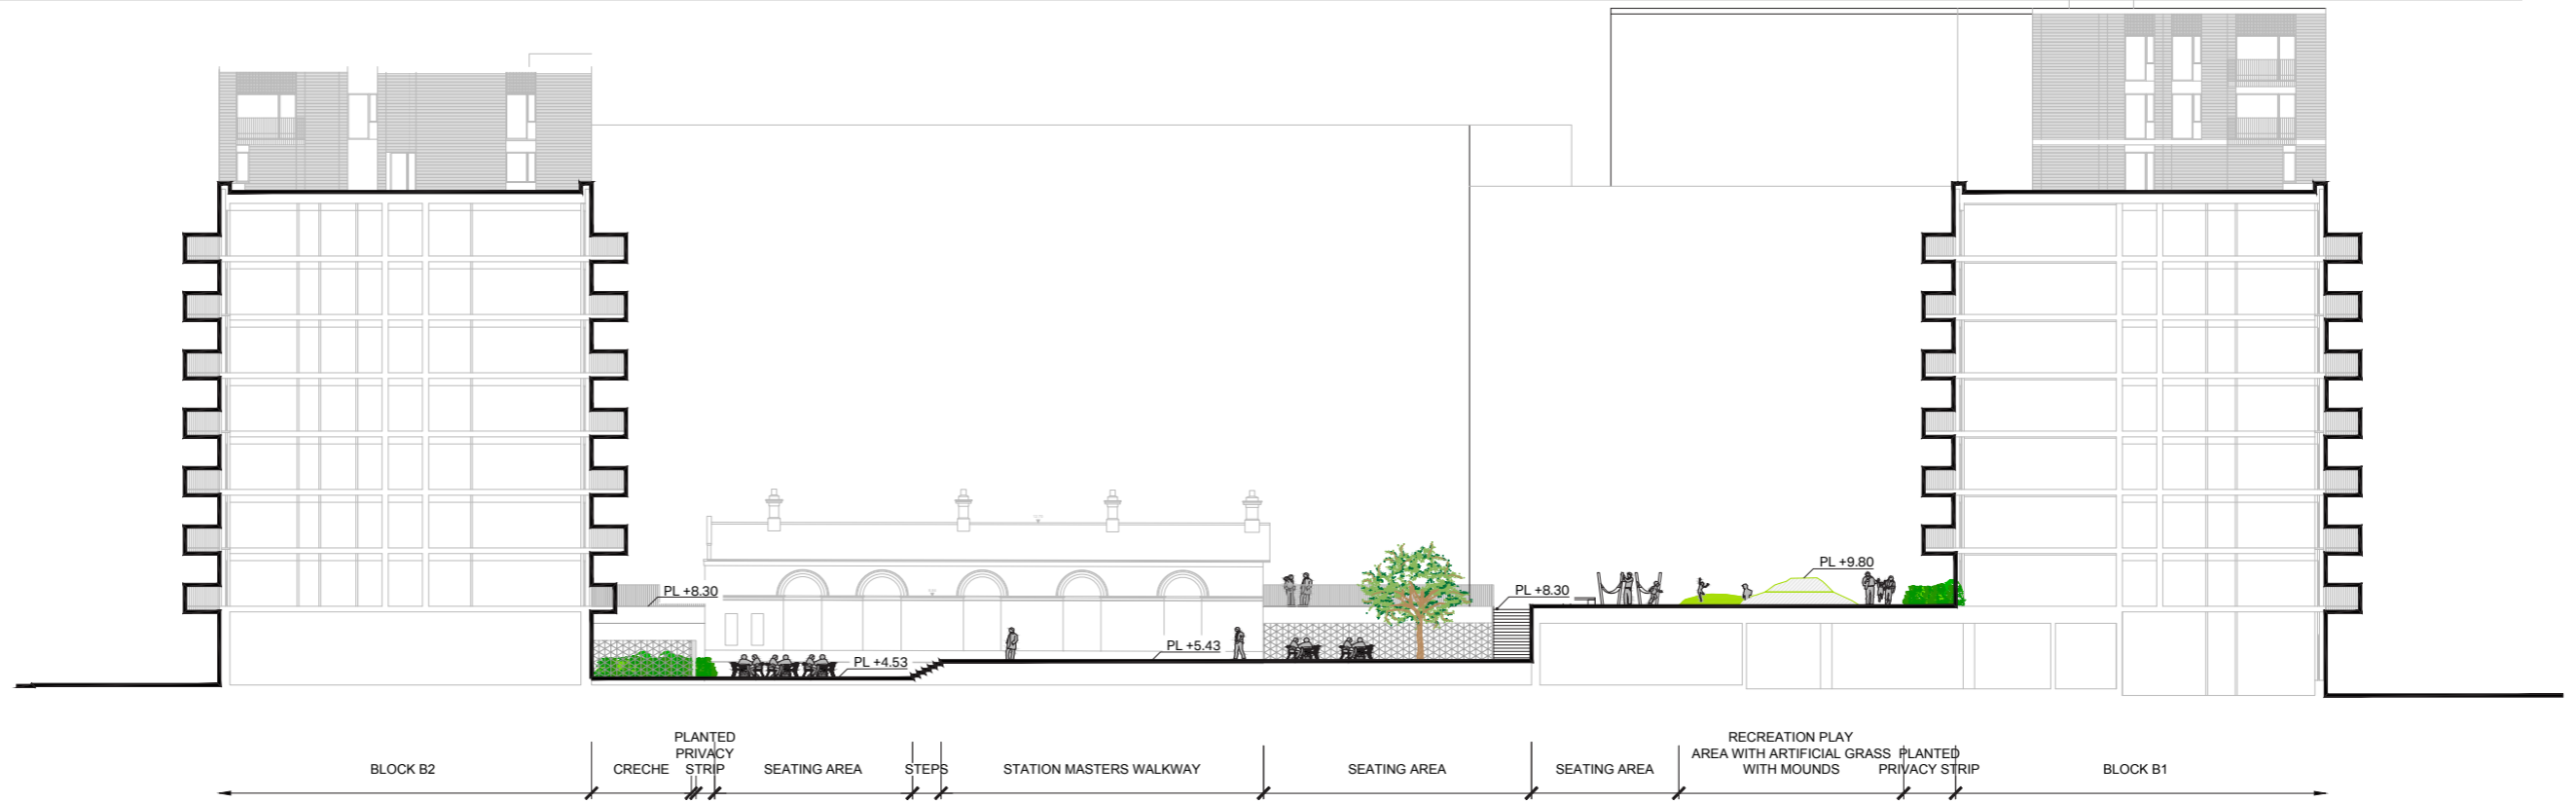 PL +9.80
PL +8.30
PL +8.30
PL +5.43
PL +4.53
BLOCK B2
CRECHE
PLANTED
PRIVACY
STRIP
SEATING AREA
STEPS
STATION MASTERS WALKWAY
SEATING AREA
SEATING AREA
RECREATION PLAY
AREA WITH ARTIFICIAL GRASS
WITH MOUNDS
PLANTED
PRIVACY STRIP
BLOCK B1